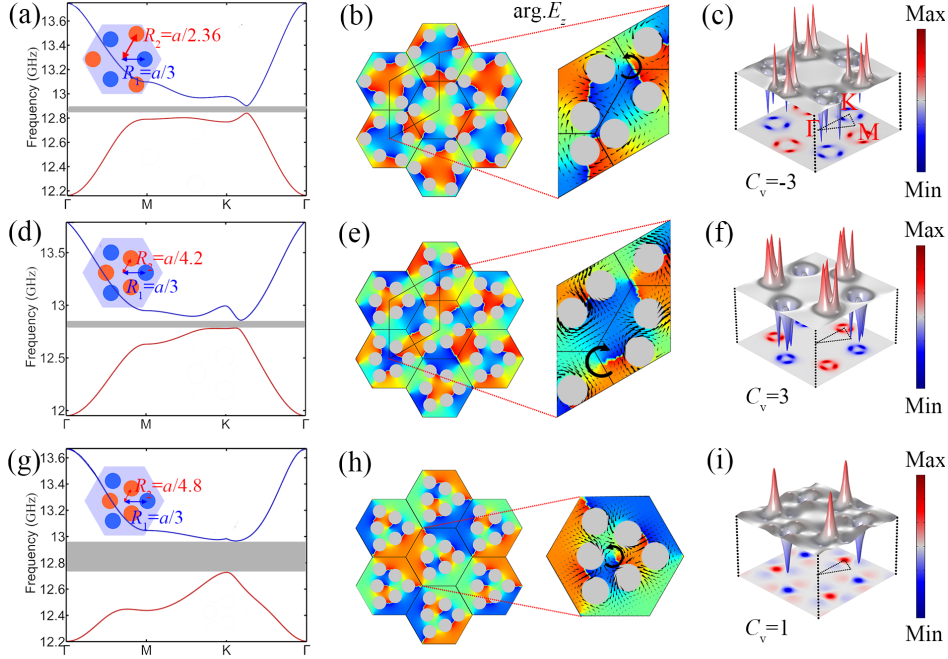 (a)
13.6
13.4
13.2
13.0
12.8
12.6
12.4
12.2
Frequency (GHz)
R2=a/2.36
R1=a/3
Γ
M
K
Γ
(b)
arg.Ez
(c)
Γ
K
M
Cv=-3
Max
Min
(d)
13.5
13
12.5
12
Frequency (GHz)
R2=a/4.2
R1=a/3
Γ
M
K
Γ
(e)
(f)
Cv=3
Max
Min
(g)
13.6
13.4
13.2
13
12.8
12.6
12.4
12.2
Frequency (GHz)
R2=a/4.8
R1=a/3
Γ
M
K
Γ
(h)
(i)
Cv=1
Max
Min